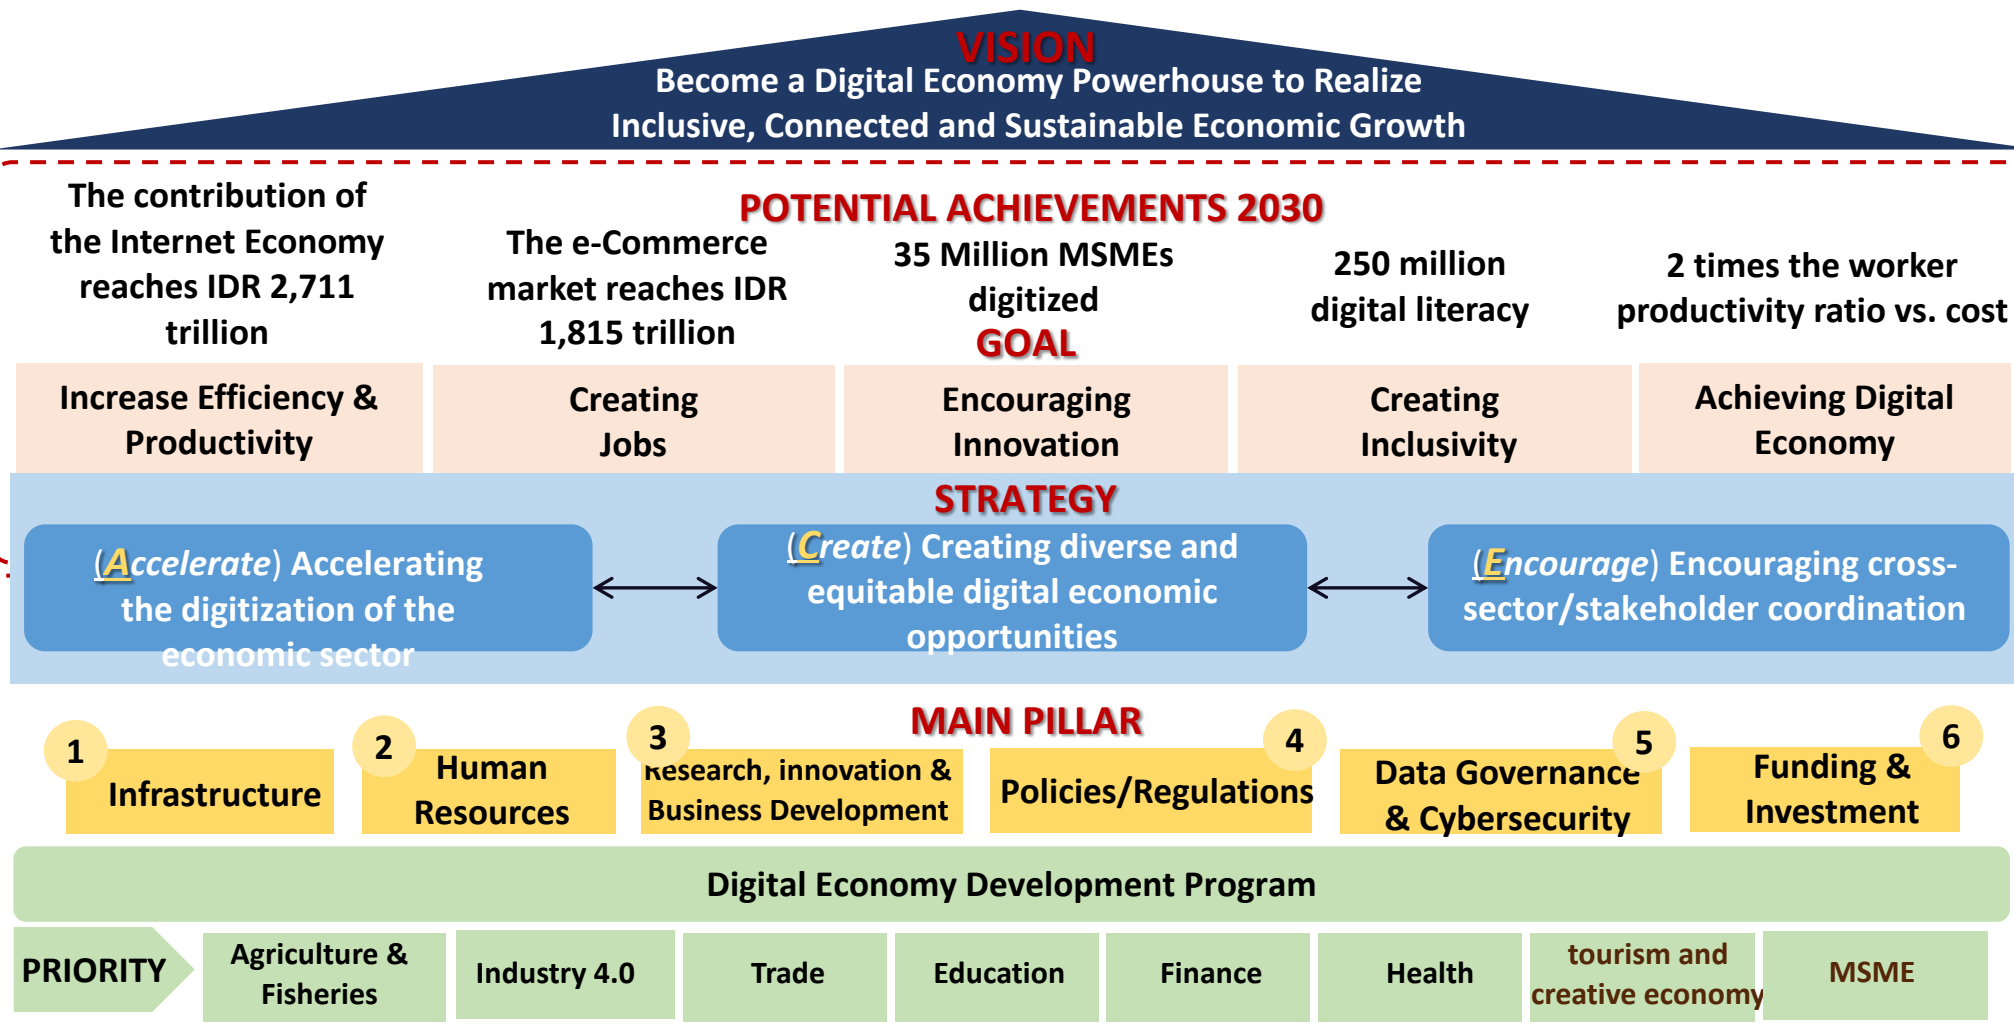 VISION
Become a Digital Economy Powerhouse to Realize
Inclusive, Connected and Sustainable Economic Growth
POTENTIAL ACHIEVEMENTS 2030
The contribution of
the Internet Economy
reaches IDR 2,711
trillion
The e-Commerce
market reaches IDR
1,815 trillion
35 Million MSMEs
digitized
250 million
digital literacy
2 times the worker
productivity ratio vs. cost
GOAL
Increase Efficiency &
Productivity
Creating
Jobs
Encouraging
Innovation
Creating
Inclusivity
Achieving Digital
Economy
STRATEGY
(Accelerate) Accelerating
the digitization of the
economic sector
(Create) Creating diverse and
equitable digital economic
opportunities
(Encourage) Encouraging cross-
sector/stakeholder coordination
MAIN PILLAR
1
Infrastructure
2
Human
Resources
3
Research, innovation &
Business Development
4
Policies/Regulations
5
Data Governance
& Cybersecurity
6
Funding &
Investment
Digital Economy Development Program
PRIORITY
Agriculture &
Fisheries
Industry 4.0
Trade
Education
Finance
Health
tourism and
creative economy
MSME